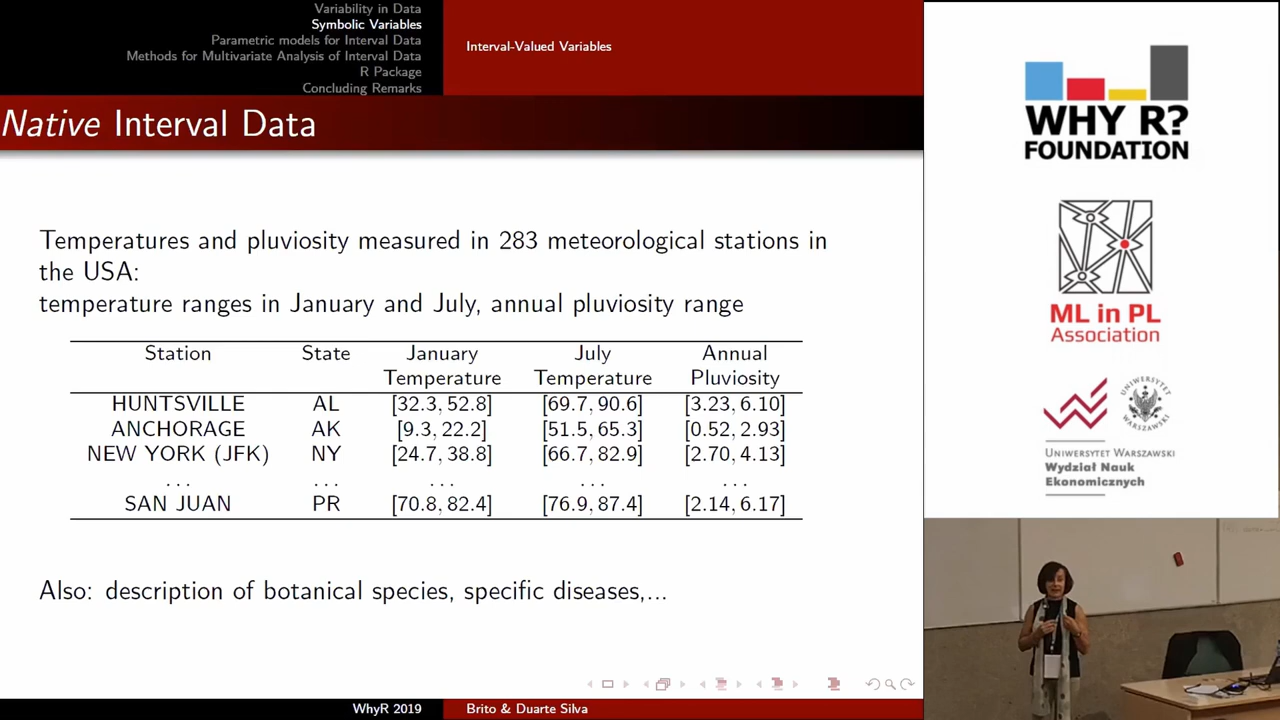 Variability in Data
Symbolic Variables
Parametric models for Interval Data
Methods for Multivariate Analysis of Interval Data
R Package
Concluding Remarks
Interval-Valued Variables
Native Interval Data
Temperatures and pluviosity measured in 283 meteorological stations in
the USA:
temperature ranges in January and July, annual pluviosity range
Station State January July Annual
Temperature Temperature Pluviosity
HUNTSVILLE AL [32.3, 52.8] [69.7, 90.6] [3.23, 6.10]
ANCHORAGE AK [9.3, 22.2] [51.5, 65.3] [0.52, 2.93]
NEW YORK (JFK) NY [24.7, 38.8] [66.7, 82.9] [2.70, 4.13]
... ... ... ... ...
SAN JUAN PR [70.8, 82.4] [76.9, 87.4] [2.14, 6.17]
Also: description of botanical species, specific diseases,...
WhyR 2019
Brito & Duarte Silva
WHY R?
FOUNDATION
ML in PL
Association
UNIWERSYTET
WARSZAWSKI
UNIWERSYTET WARSZAWSKI
Wydział Nauk
Ekonomicznych